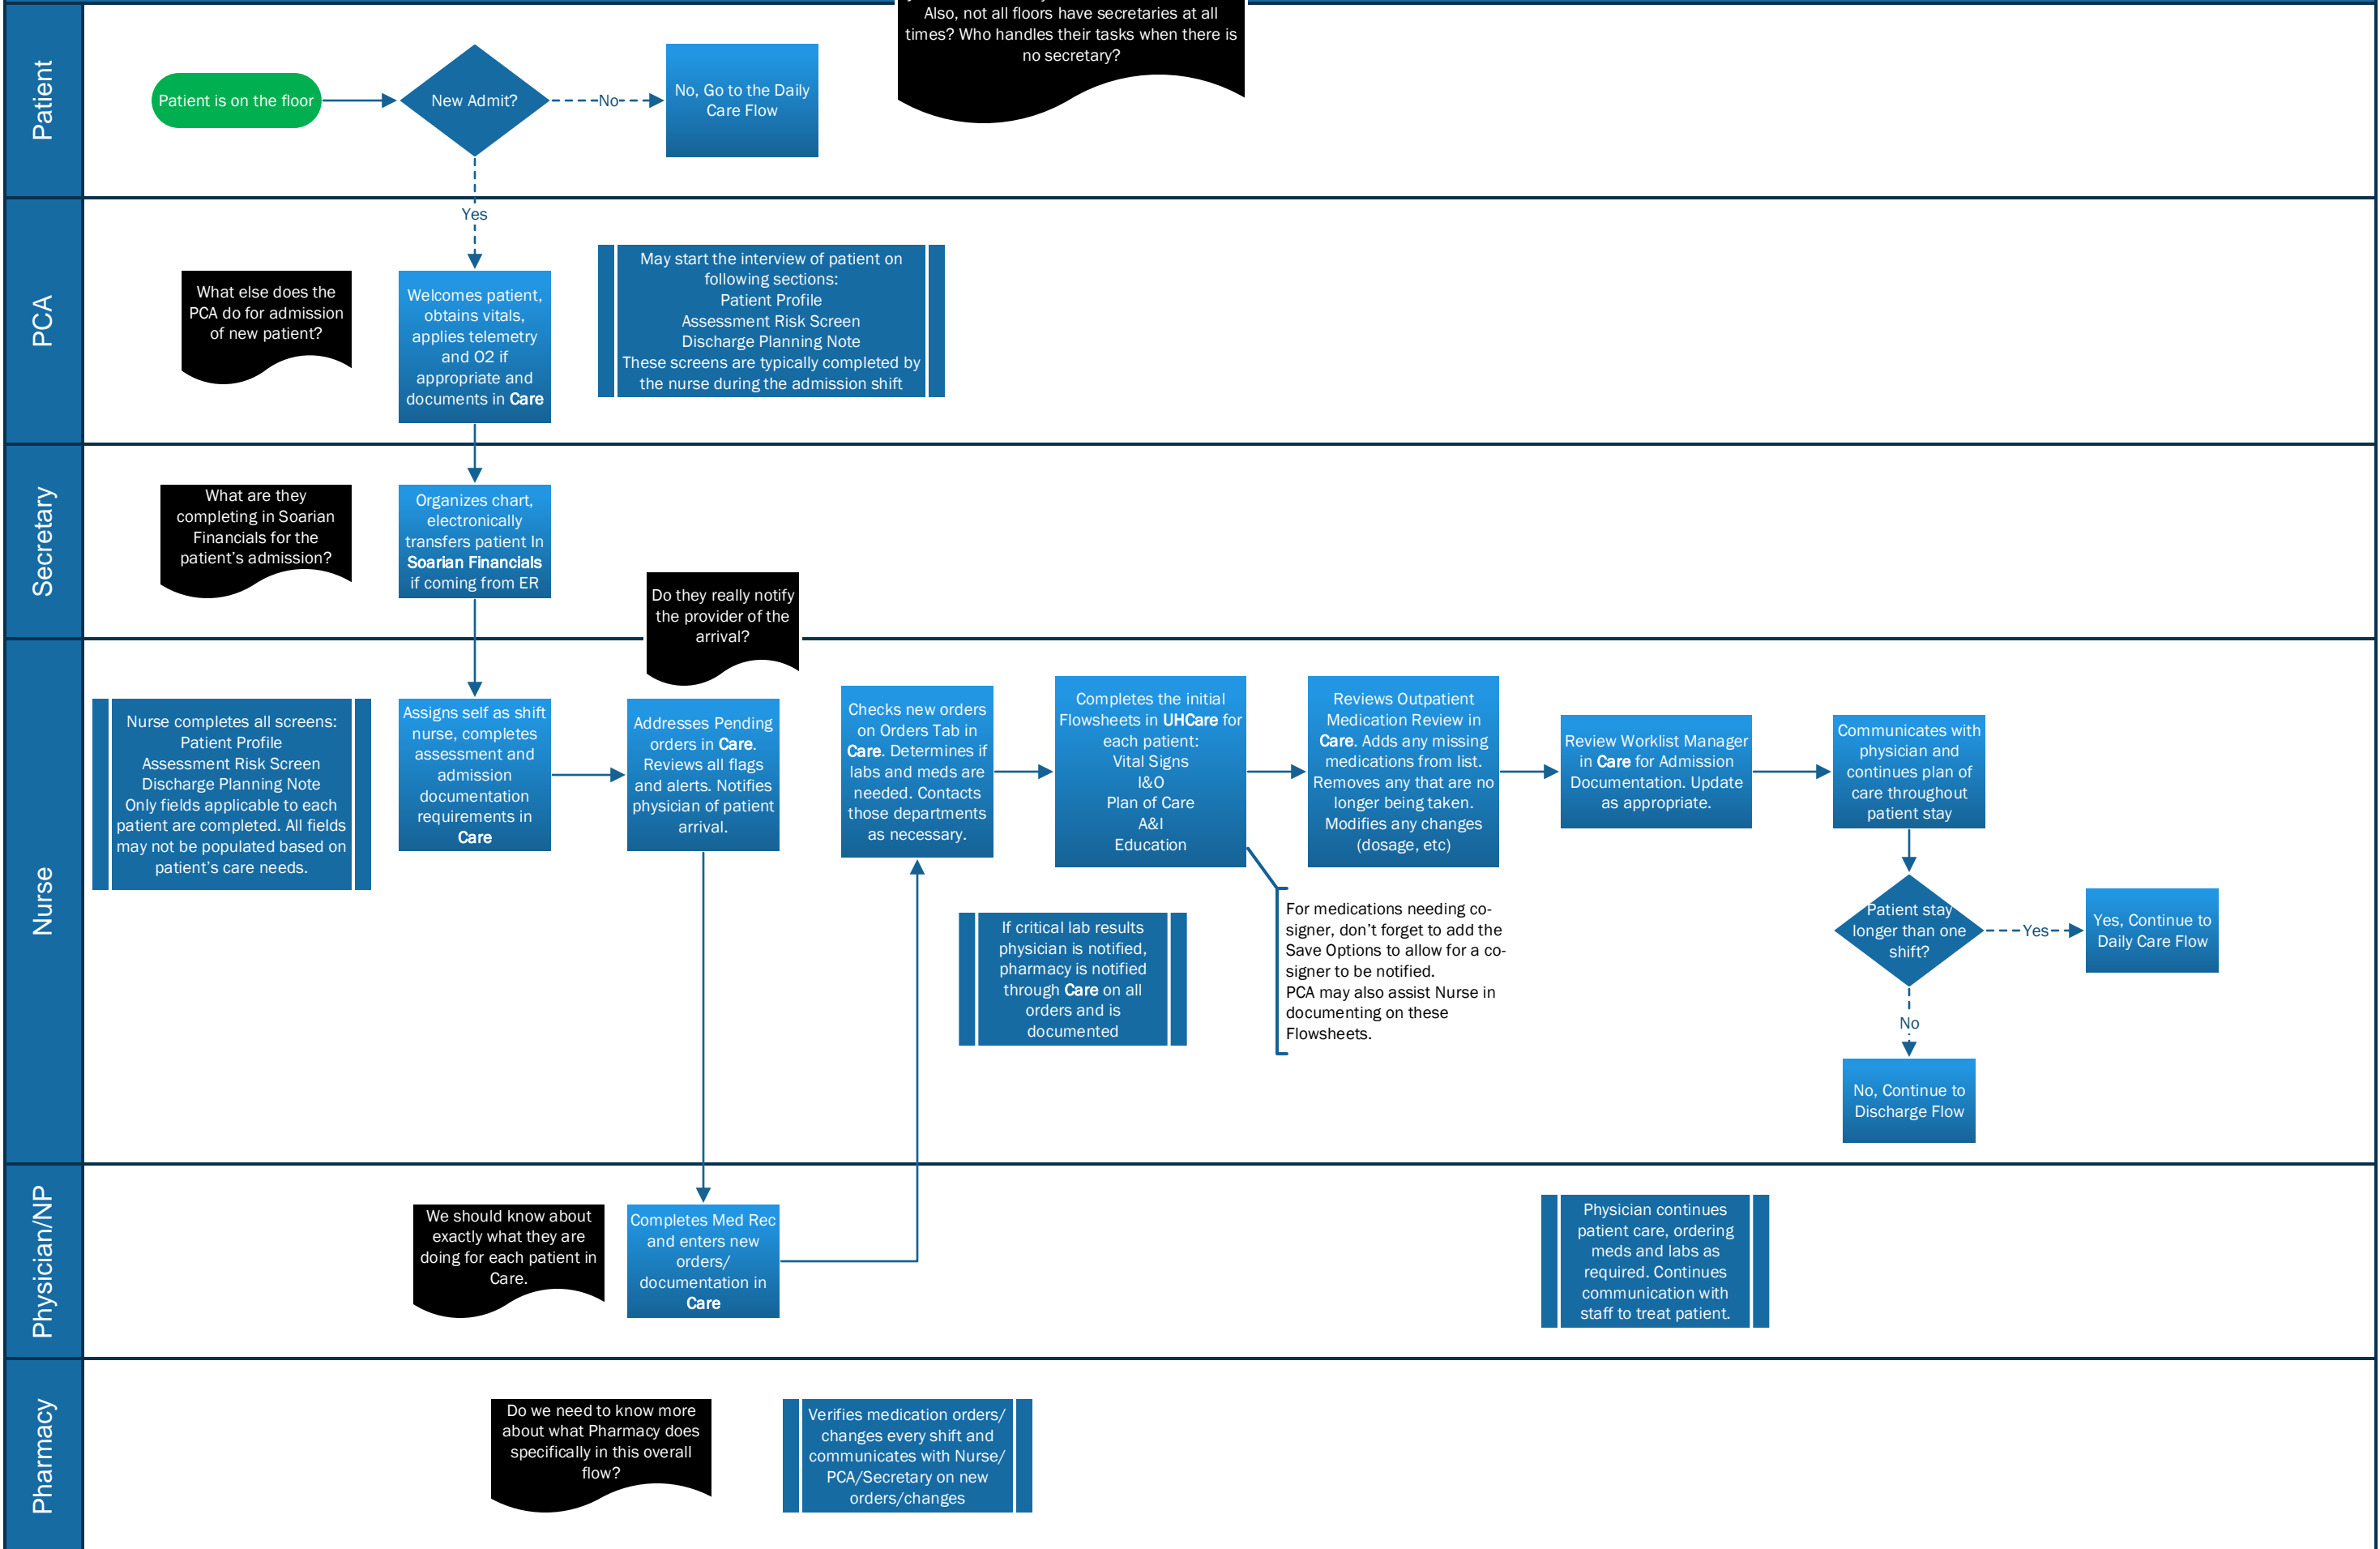 Also, not all floors have secretaries at all
times? Who handles their tasks when there is
no secretary?
Patient
Patient is on the floor
New Admit?
No
No, Go to the Daily
Care Flow
Yes
PCA
What else does the
PCA do for admission
of new patient?
Welcomes patient,
obtains vitals,
applies telemetry
and O2 if
appropriate and
documents in Care
May start the interview of patient on
following sections:
Patient Profile
Assessment Risk Screen
Discharge Planning Note
These screens are typically completed by
the nurse during the admission shift
Secretary
What are they
completing in Soarian
Financials for the
patient's admission?
Organizes chart,
electronically
transfers patient In
Soarian Financials
if coming from ER
Do they really notify
the provider of the
arrival?
Nurse
Nurse completes all screens:
Patient Profile
Assessment Risk Screen
Discharge Planning Note
Only fields applicable to each
patient are completed. All fields
may not be populated based on
patient's care needs.
Assigns self as shift
nurse, completes
assessment and
admission
documentation
requirements in
Care
Addresses Pending
orders in Care.
Reviews all flags
and alerts. Notifies
physician of patient
arrival.
Checks new orders
on Orders Tab in
Care. Determines if
labs and meds are
needed. Contacts
those departments
as necessary.
Completes the initial
Flowsheets in UHCare for
each patient:
Vital Signs
I&O
Plan of Care
A&I
Education
Reviews Outpatient
Medication Review in
Care. Adds any missing
medications from list.
Removes any that are no
longer being taken.
Modifies any changes
(dosage, etc)
Review Worklist Manager
in Care for Admission
Documentation. Update
as appropriate.
Communicates with
physician and
continues plan of
care throughout
patient stay
If critical lab results
physician is notified,
pharmacy is notified
through Care on all
orders and is
documented
For medications needing co-
signer, don't forget to add the
Save Options to allow for a co-
signer to be notified.
PCA may also assist Nurse in
documenting on these
Flowsheets.
Patient stay
longer than one
shift?
Yes
Yes, Continue to
Daily Care Flow
No
No, Continue to
Discharge Flow
Physician/NP
We should know about
exactly what they are
doing for each patient in
Care.
Completes Med Rec
and enters new
orders/
documentation in
Care
Physician continues
patient care, ordering
meds and labs as
required. Continues
communication with
staff to treat patient.
Pharmacy
Do we need to know more
about what Pharmacy does
specifically in this overall
flow?
Verifies medication orders/
changes every shift and
communicates with Nurse/
PCA/Secretary on new
orders/changes